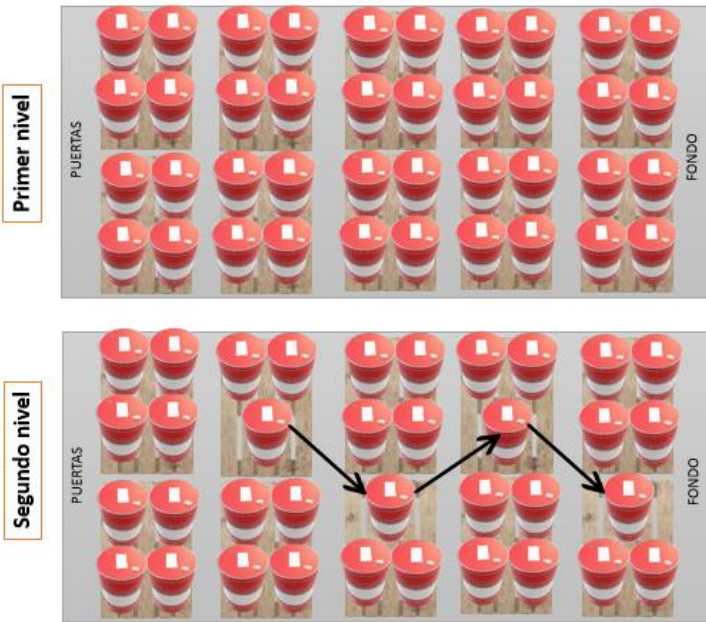 Primer nivel
PUERTAS
FONDO
Segundo nivel
PUERTAS
FONDO